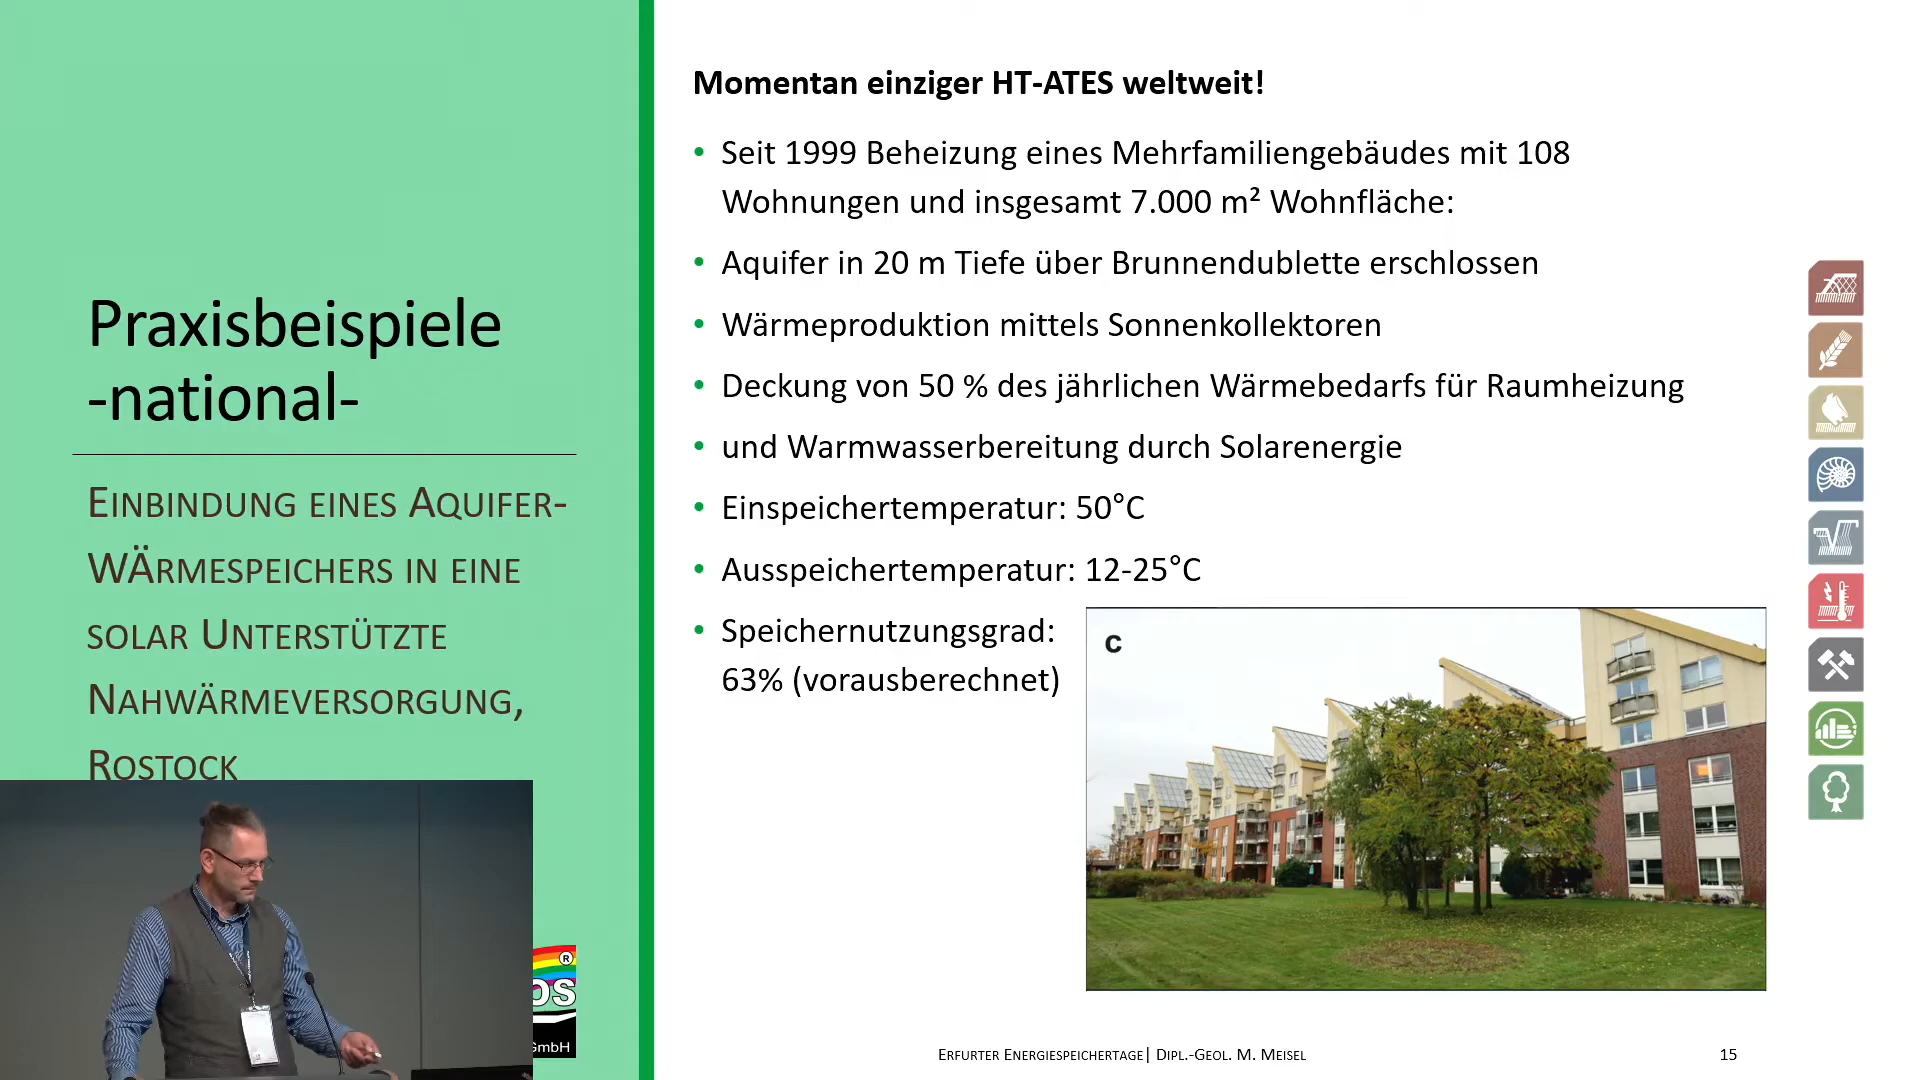 Praxisbeispiele
-national-
Einbindung eines Aquifer-
Wärmespeichers in eine
solar Unterstützte
Nahwärmeversorgung,
Rostock
Momentan einziger HT-ATES weltweit!
• Seit 1999 Beheizung eines Mehrfamiliengebäudes mit 108
Wohnungen und insgesamt 7.000 m² Wohnfläche:
• Aquifer in 20 m Tiefe über Brunnendublette erschlossen
• Wärmeproduktion mittels Sonnenkollektoren
• Deckung von 50 % des jährlichen Wärmebedarfs für Raumheizung
• und Warmwasserbereitung durch Solarenergie
• Einspeichertemperatur: 50°C
• Ausspeichertemperatur: 12-25°C
• Speichernutzungsgrad:
63% (vorausberechnet)
c
®
OS
GmbH
Erfurter Energiespeichertage| Dipl.-Geol. M. Meisel
15